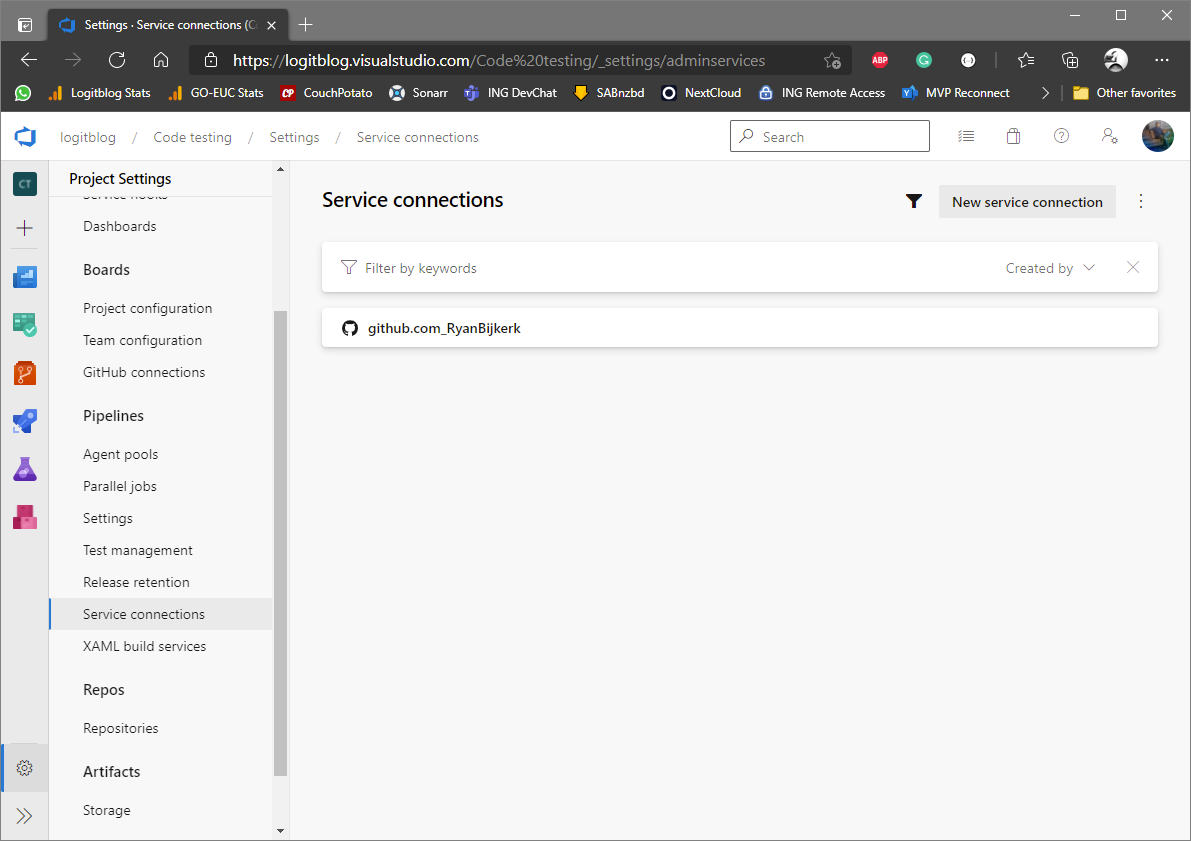 Settings · Service connections (C
https://logitblog.visualstudio.com/Code%20testing/_settings/adminservices
ABP
G
Logitblog Stats
GO-EUC Stats
CP
CouchPotato
Sonarr
ING DevChat
SABnzbd
NextCloud
ING Remote Access
MVP Reconnect
Other favorites
logitblog / Code testing / Settings / Service connections
Search
CT
Project Settings
Service hooks
Dashboards
Boards
Project configuration
Team configuration
GitHub connections
Pipelines
Agent pools
Parallel jobs
Settings
Test management
Release retention
Service connections
XAML build services
Repos
Repositories
Artifacts
Storage
Service connections
New service connection
Filter by keywords
Created by
github.com_RyanBijkerk